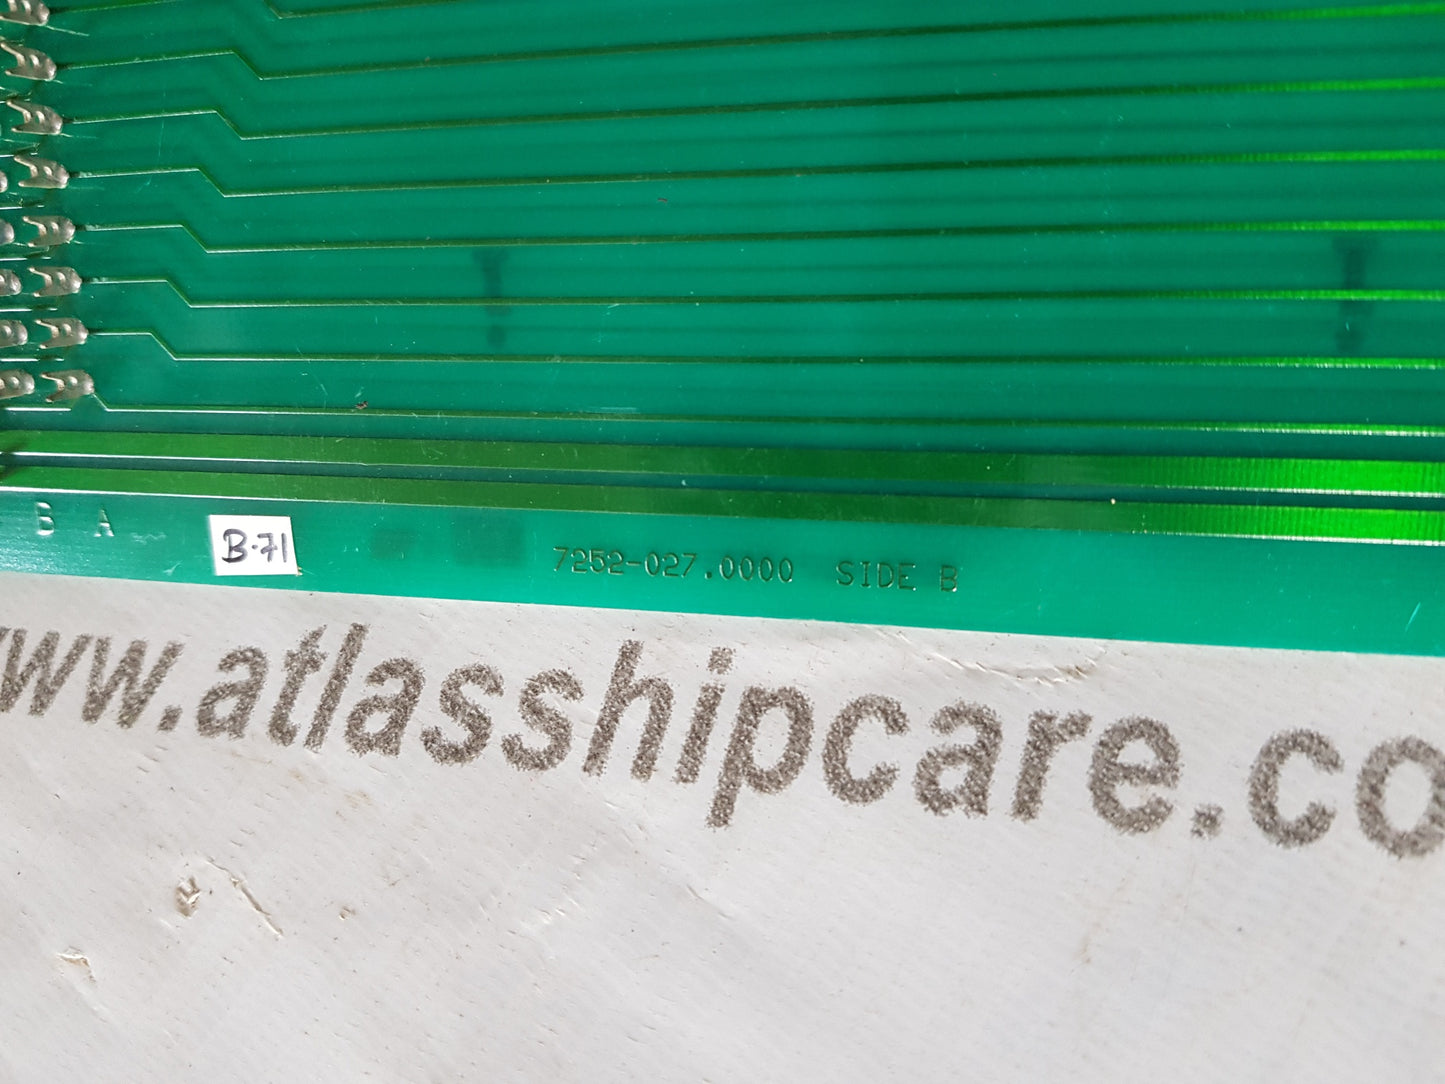 B A
B-71
7252-027.0000 SIDE B
www.atlasshipcare.co